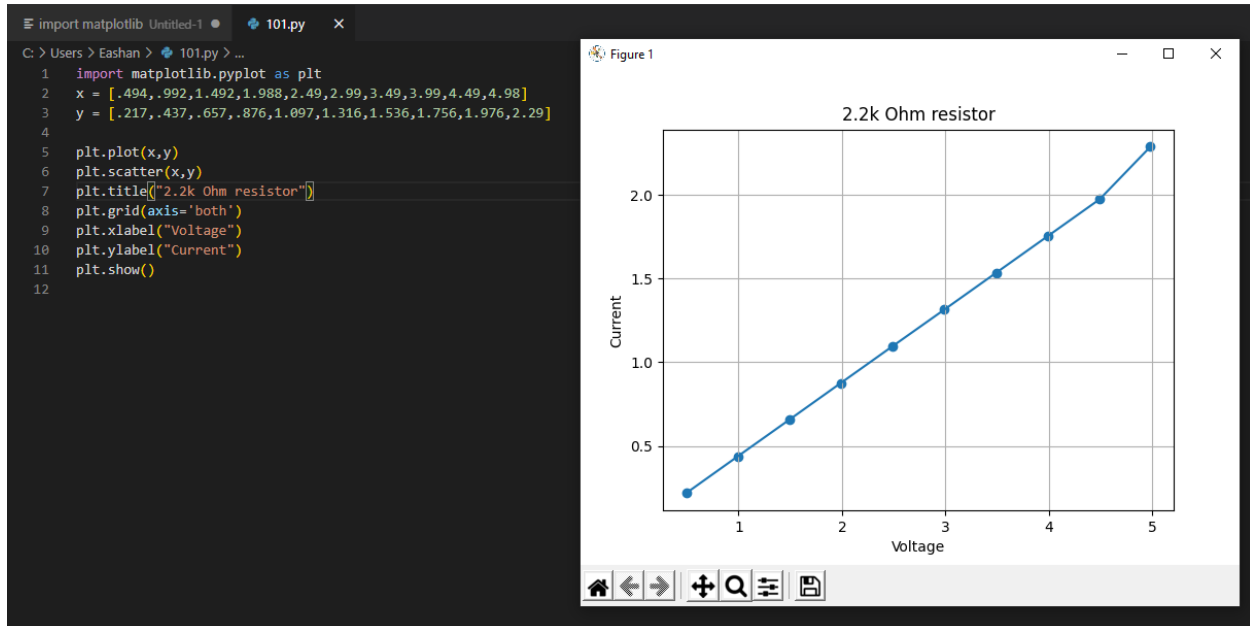 import matplotlib Untitled-1
101.py
C: > Users > Eashan > 101.py > ...
1 import matplotlib.pyplot as plt
2 x = [.494,.992,1.492,1.988,2.49,2.99,3.49,3.99,4.49,4.98]
3 y = [.217,.437,.657,.876,1.097,1.316,1.536,1.756,1.976,2.29]
4
5 plt.plot(x,y)
6 plt.scatter(x,y)
7 plt.title("2.2k Ohm resistor")
8 plt.grid(axis='both')
9 plt.xlabel("Voltage")
10 plt.ylabel("Current")
11 plt.show()
12
Figure 1
2.2k Ohm resistor
2.0
1.5
1.0
0.5
Current
1 2 3 4 5
Voltage